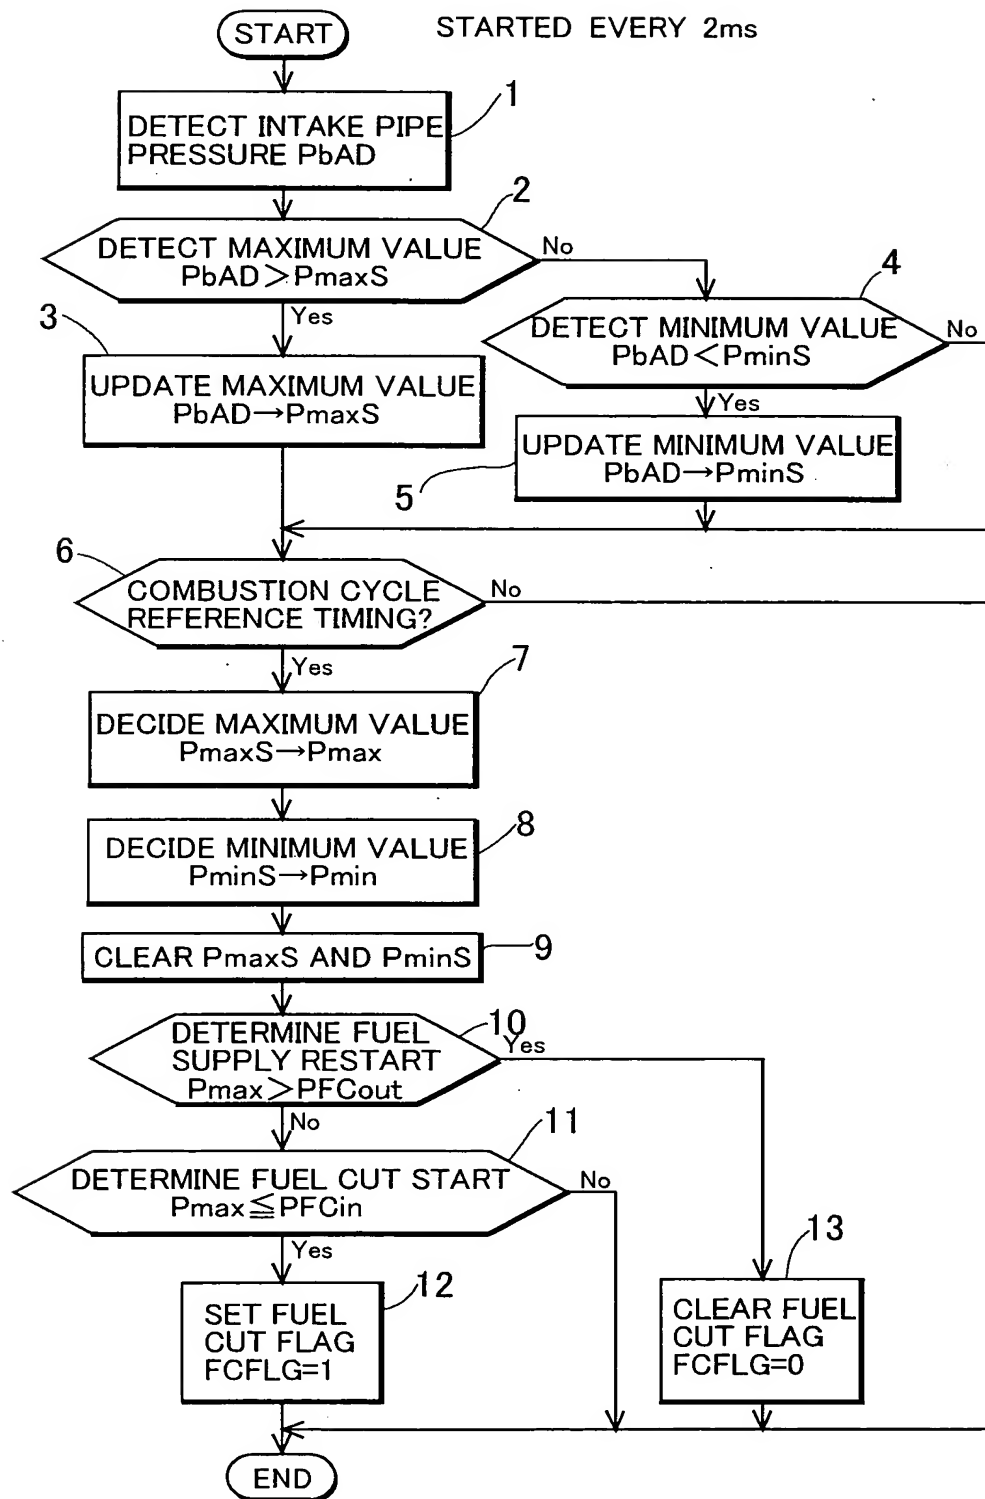 START
STARTED EVERY 2ms
1
DETECT INTAKE PIPE
PRESSURE PbAD
2
DETECT MAXIMUM VALUE
PbAD>PmaxS
No
Yes
3
UPDATE MAXIMUM VALUE
PbAD→PmaxS
4
DETECT MINIMUM VALUE
PbAD<PminS
No
Yes
UPDATE MINIMUM VALUE
PbAD→PminS
5
6
COMBUSTION CYCLE
REFERENCE TIMING?
No
Yes
7
DECIDE MAXIMUM VALUE
PmaxS→Pmax
8
DECIDE MINIMUM VALUE
PminS→Pmin
9
CLEAR PmaxS AND PminS
10
DETERMINE FUEL
SUPPLY RESTART
Pmax>PFCout
Yes
No
11
DETERMINE FUEL CUT START
Pmax≦PFCin
No
Yes
12
SET FUEL
CUT FLAG
FCFLG=1
13
CLEAR FUEL
CUT FLAG
FCFLG=0
END